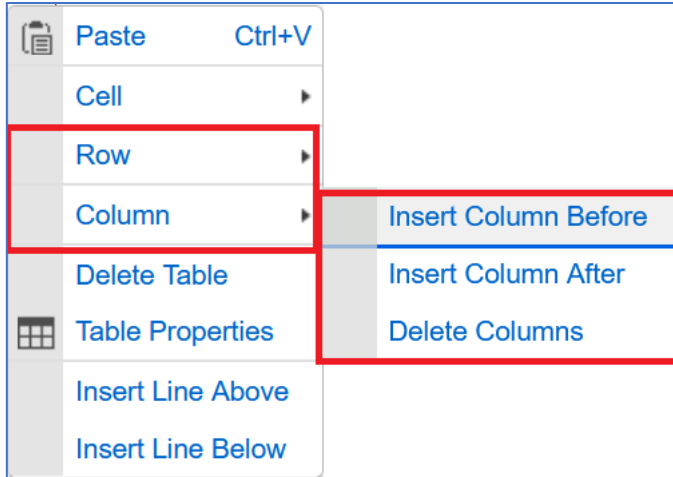 Paste Ctrl+V
Cell
Row
Column
Insert Column Before
Delete Table
Insert Column After
Table Properties
Delete Columns
Insert Line Above
Insert Line Below